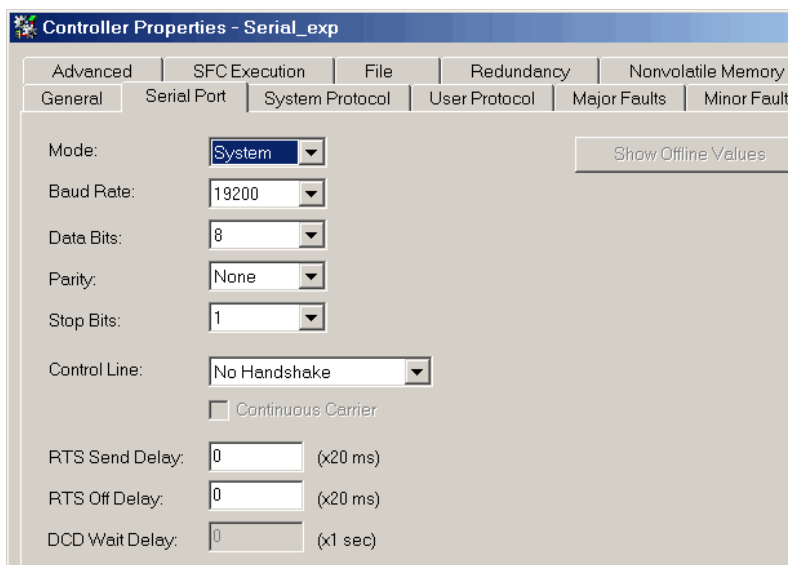 Controller Properties - Serial_exp
Advanced SFC Execution File Redundancy Nonvolatile Memory
General Serial Port System Protocol User Protocol Major Faults Minor Fault
Mode: System Show Offline Values
Baud Rate: 19200
Data Bits: 8
Parity: None
Stop Bits: 1
Control Line: No Handshake
Continuous Carrier
RTS Send Delay: 0 (x20 ms)
RTS Off Delay: 0 (x20 ms)
DCD Wait Delay: 0 (x1 sec)